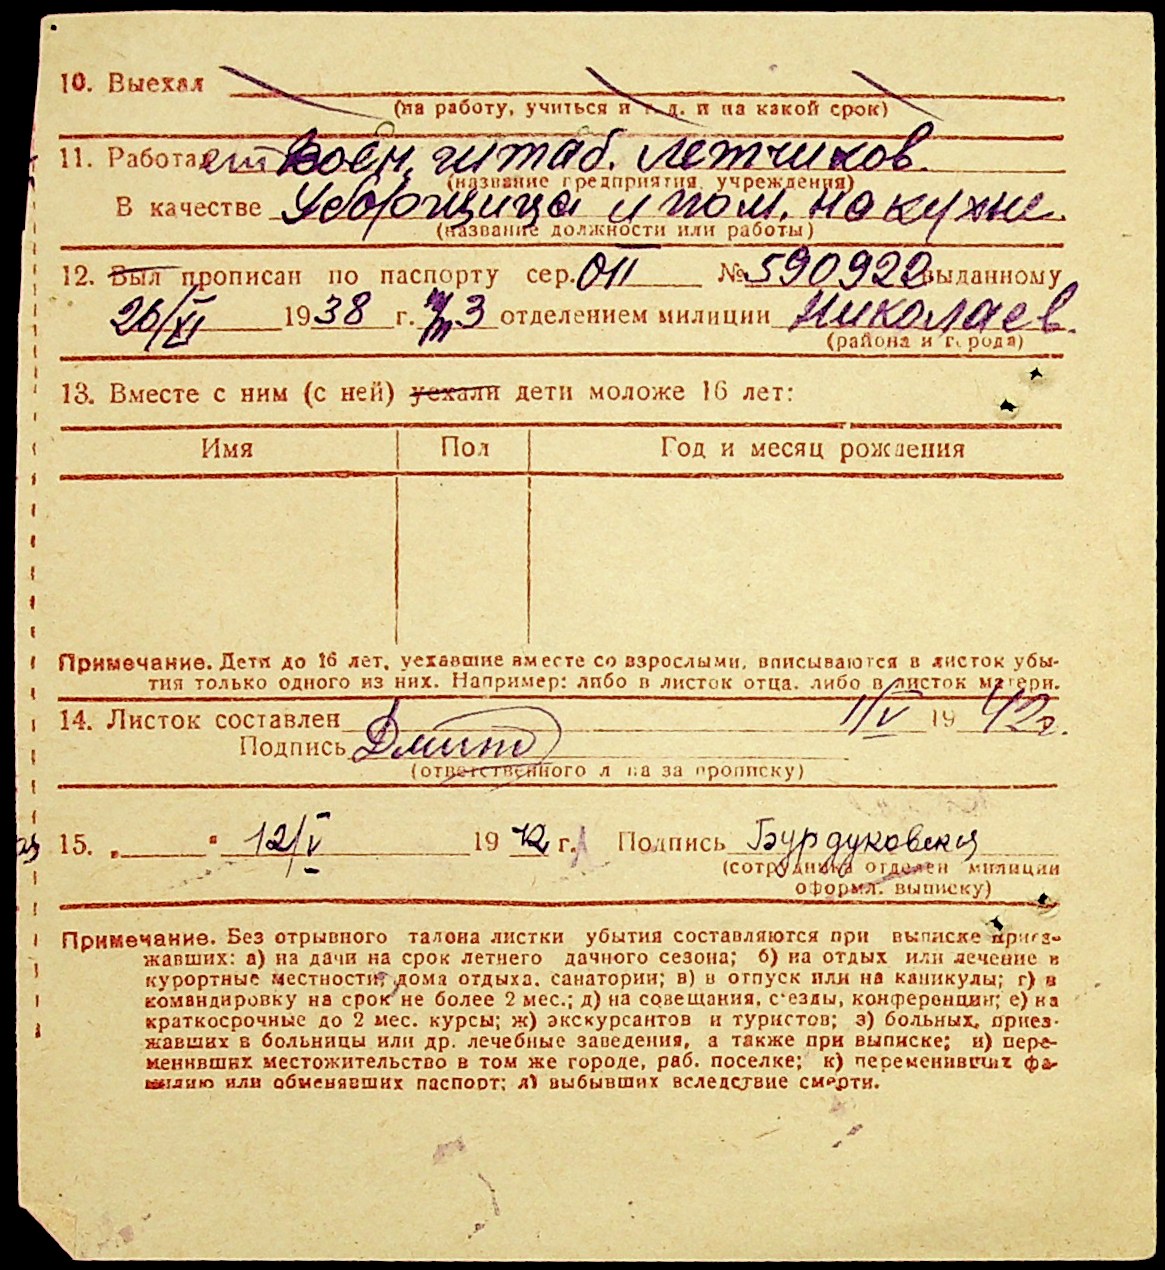 10. Выехал
(на работу, учиться и т. д. и на какой срок)
11. Работает Воен. штаб. летчиков.
(название предприятия, учреждения)
В качестве Уборщица и пом. на кухне.
(название должности или работы)
12. Был прописан по паспорту сер. ОП № 590922 выданному
26/XI 1938 г. 3 отделением милиции Николаев.
(района и города)
13. Вместе с ним (с ней) уехали дети моложе 16 лет:
Имя Пол Год и месяц рождения
Примечание. Дети до 16 лет, уехавшие вместе со взрослыми, вписываются в листок убы-
тия только одного из них. Например: либо в листок отца, либо в листок матери.
14. Листок составлен 1/V 1942г.
Подпись
(ответственного лица за прописку)
15. „ " 12/V 1942 г. Подпись Бурдуковская
(сотрудника отделен милиции
оформл. выписку)
Примечание. Без отрывного талона листки убытия составляются при выписке приез-
жавших: а) на дачи на срок летнего дачного сезона; б) на отдых или лечение в
курортные местности, дома отдыха, санатории; в) в отпуск или на каникулы; г) в
командировку на срок не более 2 мес.; д) на совещания, съезды, конференции; е) на
краткосрочные до 2 мес. курсы; ж) экскурсантов и туристов; з) больных, приез-
жавших в больницы или др. лечебные заведения, а также при выписке; и) пере-
менивших местожительство в том же городе, раб. поселке; к) переменивших фа-
милию или обменявших паспорт; л) выбывших вследствие смерти.